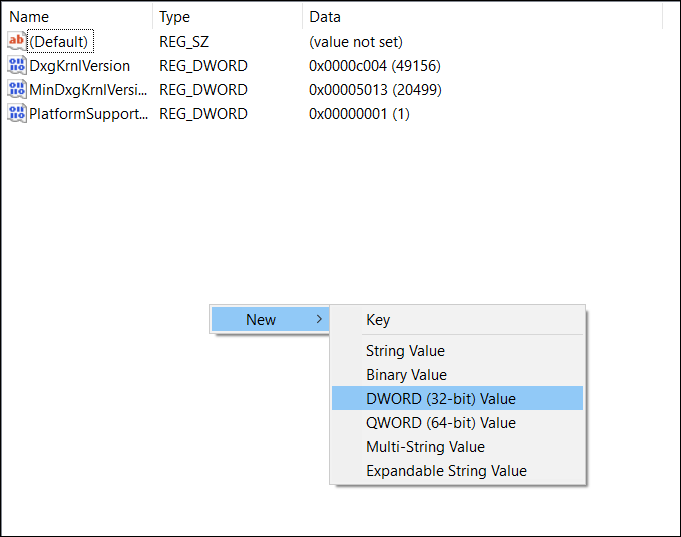 Name Type Data
(Default) REG_SZ (value not set)
DxgKrnlVersion REG_DWORD 0x0000c004 (49156)
MinDxgKrnlVersi... REG_DWORD 0x00005013 (20499)
PlatformSupport... REG_DWORD 0x00000001 (1)
New > Key
String Value
Binary Value
DWORD (32-bit) Value
QWORD (64-bit) Value
Multi-String Value
Expandable String Value